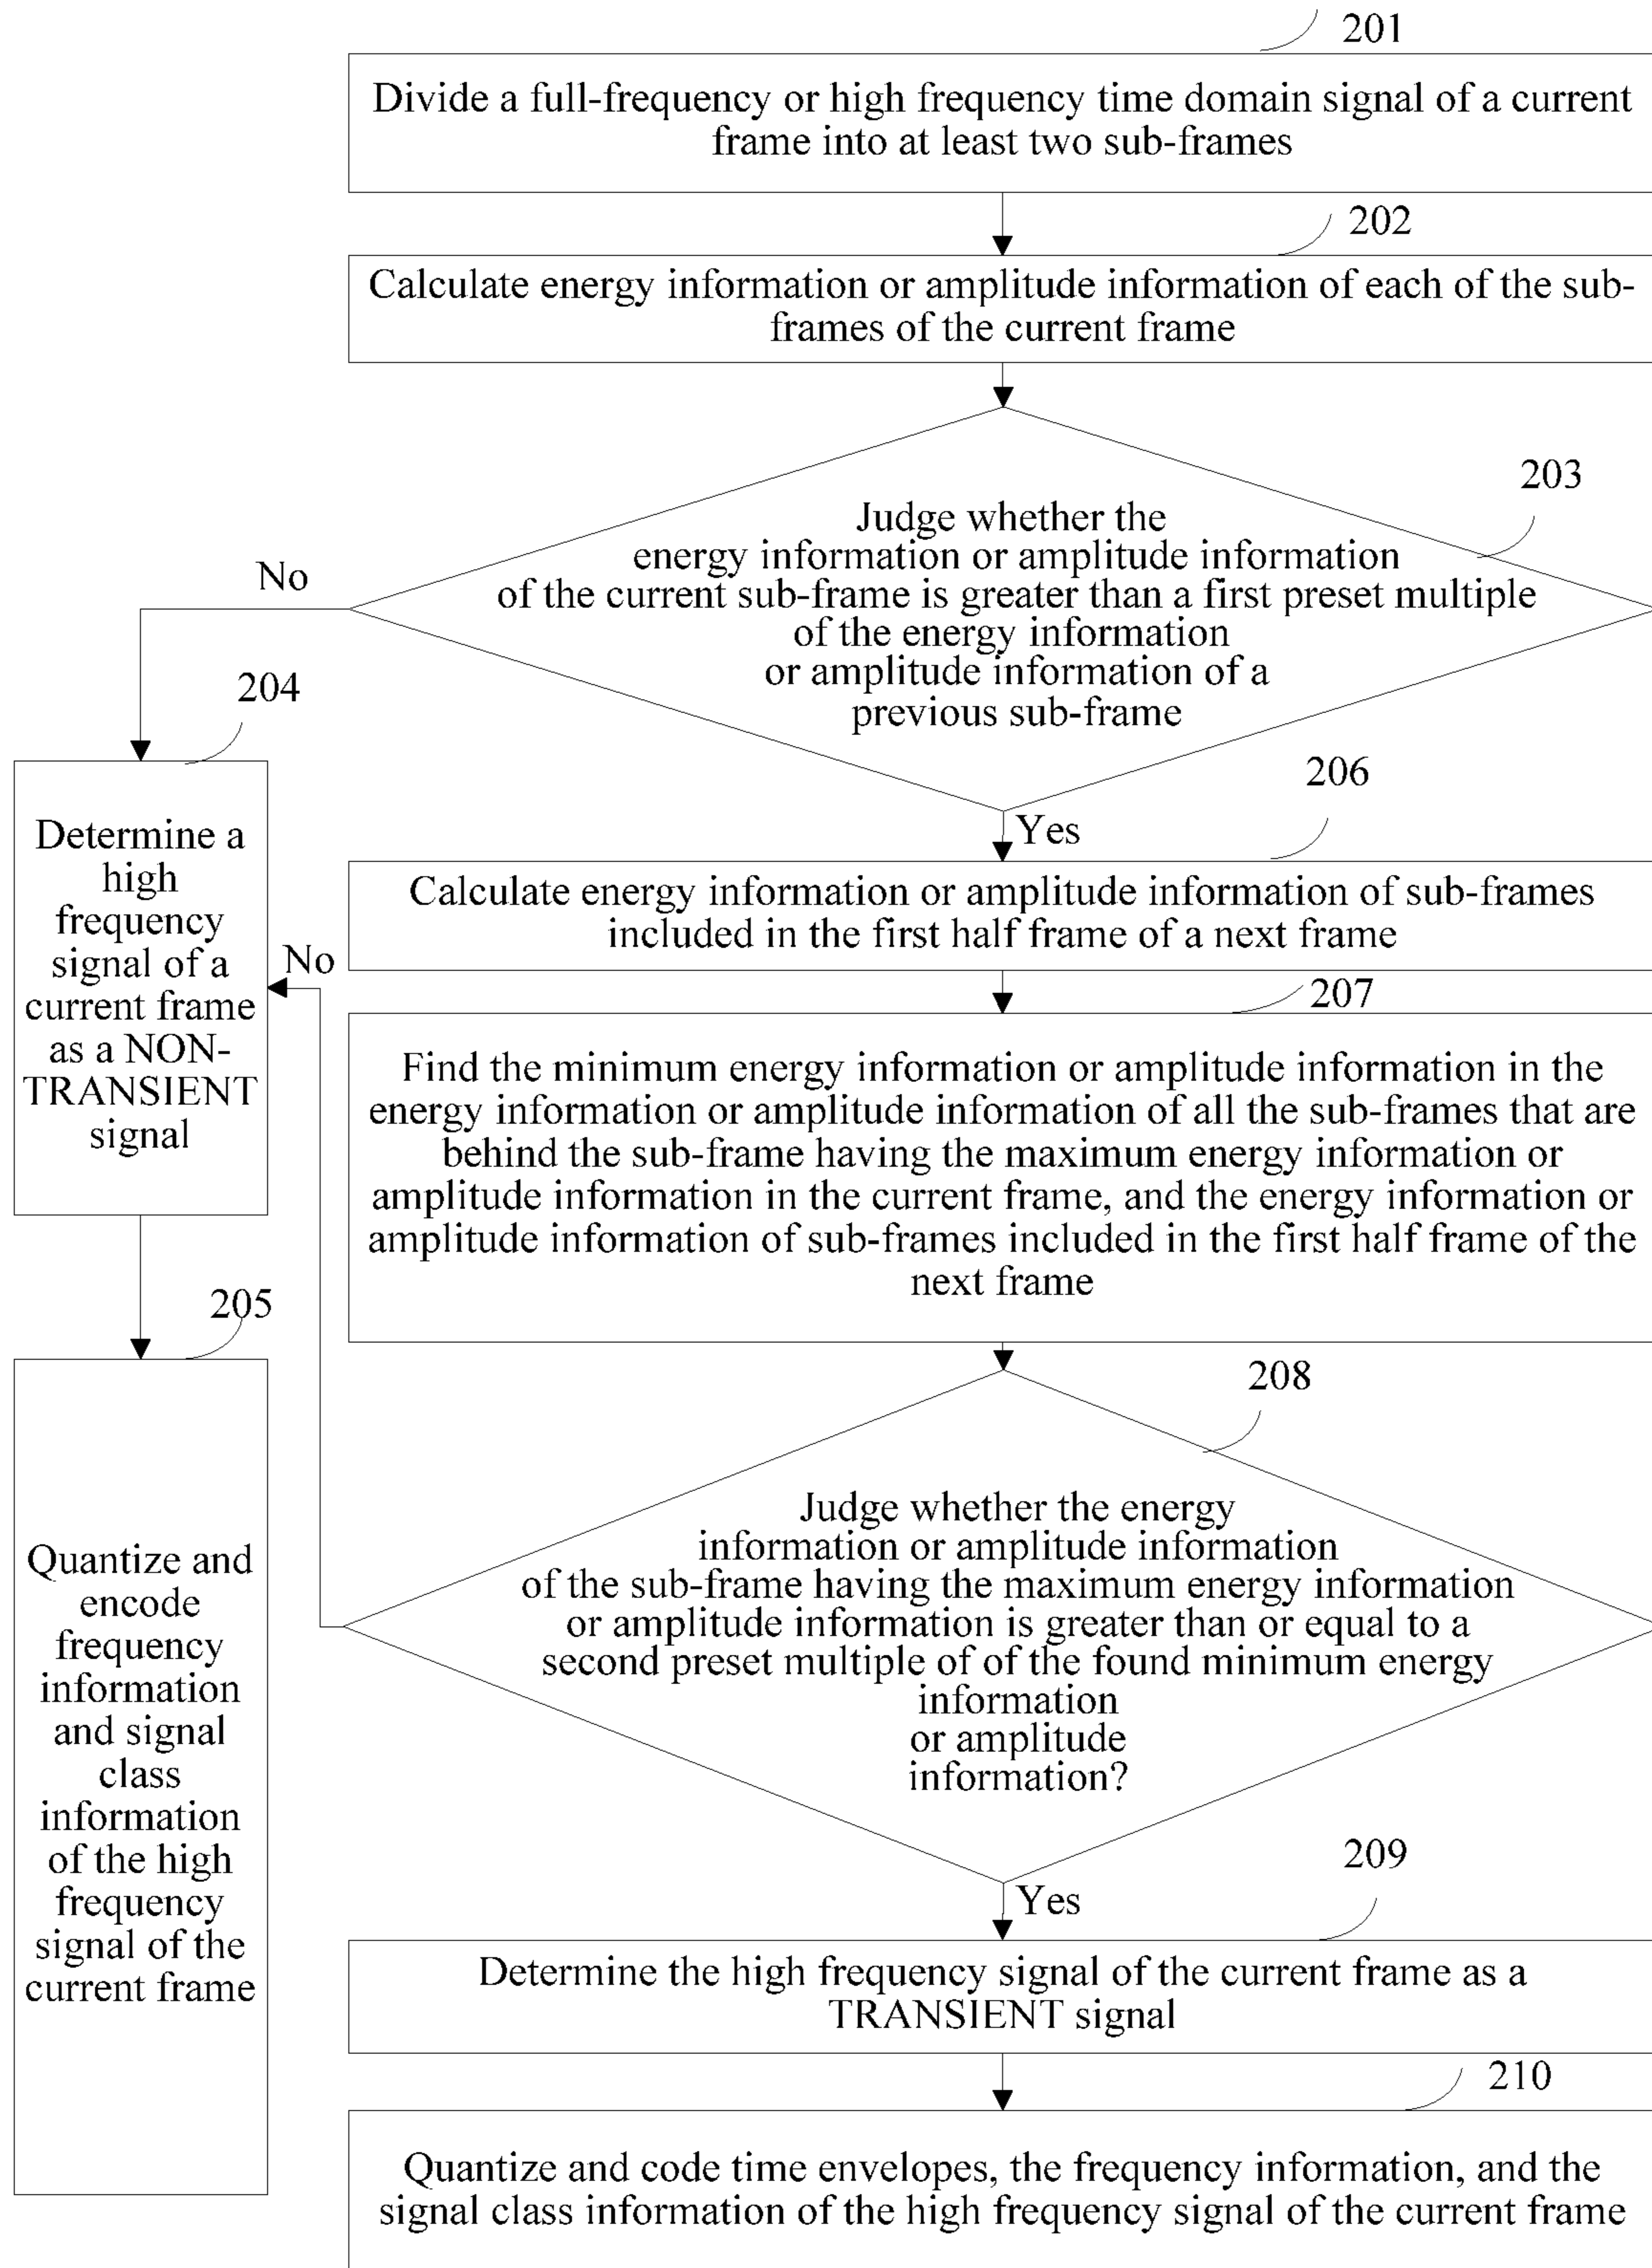 201
Divide a full-frequency or high frequency time domain signal of a current
frame into at least two sub-frames
202
Calculate energy information or amplitude information of each of the sub-
frames of the current frame
203
Judge whether the
energy information or amplitude information
of the current sub-frame is greater than a first preset multiple
of the energy information
or amplitude information of a
previous sub-frame
No
204
Determine a
high
frequency
signal of a
current frame
as a NON-
TRANSIENT
signal
205
Quantize and
encode
frequency
information
and signal
class
information
of the high
frequency
signal of the
current frame
Yes
206
Calculate energy information or amplitude information of sub-frames
included in the first half frame of a next frame
207
Find the minimum energy information or amplitude information in the
energy information or amplitude information of all the sub-frames that are
behind the sub-frame having the maximum energy information or
amplitude information in the current frame, and the energy information or
amplitude information of sub-frames included in the first half frame of the
next frame
No
208
Judge whether the energy
information or amplitude information
of the sub-frame having the maximum energy information
or amplitude information is greater than or equal to a
second preset multiple of of the found minimum energy
information
or amplitude
information?
Yes
209
Determine the high frequency signal of the current frame as a
TRANSIENT signal
210
Quantize and code time envelopes, the frequency information, and the
signal class information of the high frequency signal of the current frame